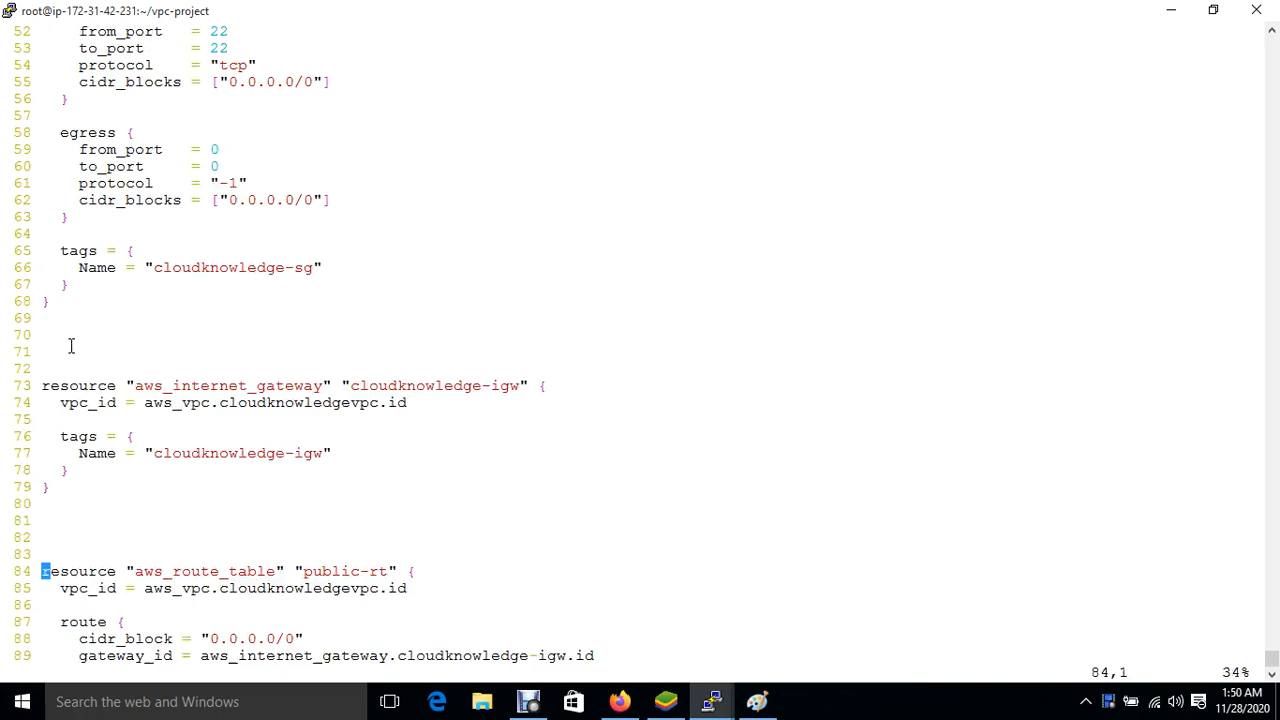 root@ip-172-31-42-231:~/vpc-project
52     from_port   = 22
53     to_port     = 22
54     protocol    = "tcp"
55     cidr_blocks = ["0.0.0.0/0"]
56   }
57
58   egress {
59     from_port   = 0
60     to_port     = 0
61     protocol    = "-1"
62     cidr_blocks = ["0.0.0.0/0"]
63   }
64
65   tags = {
66     Name = "cloudknowledge-sg"
67   }
68 }
69
70
71
72
73 resource "aws_internet_gateway" "cloudknowledge-igw" {
74   vpc_id = aws_vpc.cloudknowledgevpc.id
75
76   tags = {
77     Name = "cloudknowledge-igw"
78   }
79 }
80
81
82
83
84 resource "aws_route_table" "public-rt" {
85   vpc_id = aws_vpc.cloudknowledgevpc.id
86
87   route {
88     cidr_block = "0.0.0.0/0"
89     gateway_id = aws_internet_gateway.cloudknowledge-igw.id
84,1 34%
Search the web and Windows
1:50 AM
11/28/2020